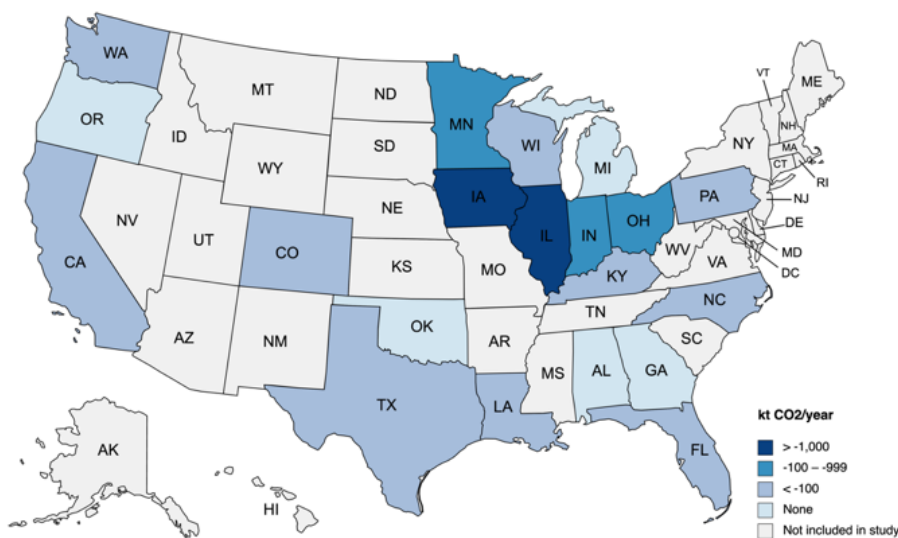 WA
MT
ND
ME
VT
OR
ID
MN
NH
WI
NY
MA
SD
CT
WY
MI
RI
NE
IA
PA
NJ
NV
IL
IN
OH
DE
UT
CO
WV
MD
CA
KS
MO
KY
VA
DC
NC
TN
AZ
NM
OK
AR
SC
MS
AL
GA
TX
LA
kt CO2/year
FL
> -1,000
AK
-100 – -999
< -100
HI
None
Not included in study